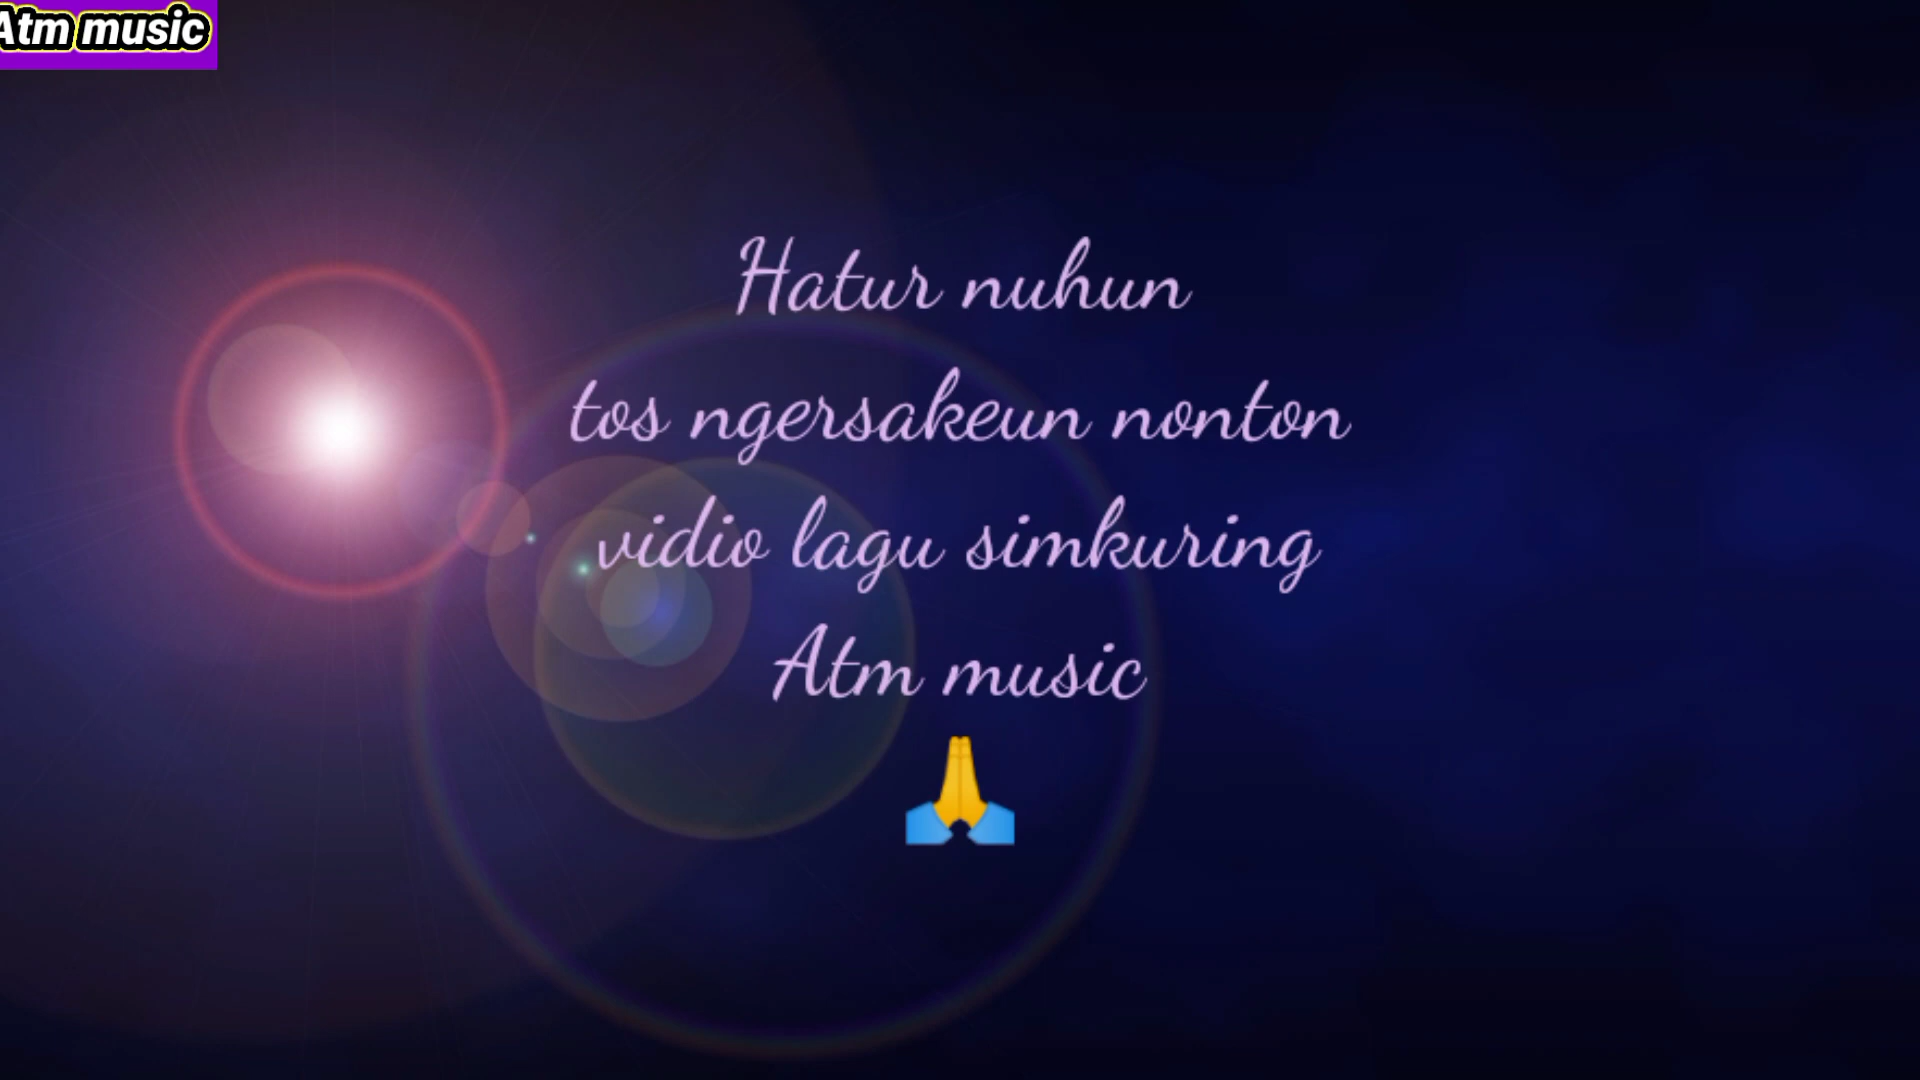 Atm music
Hatur nuhun
tos ngersakeun nonton
vidio lagu simkuring
Atm music
🙏